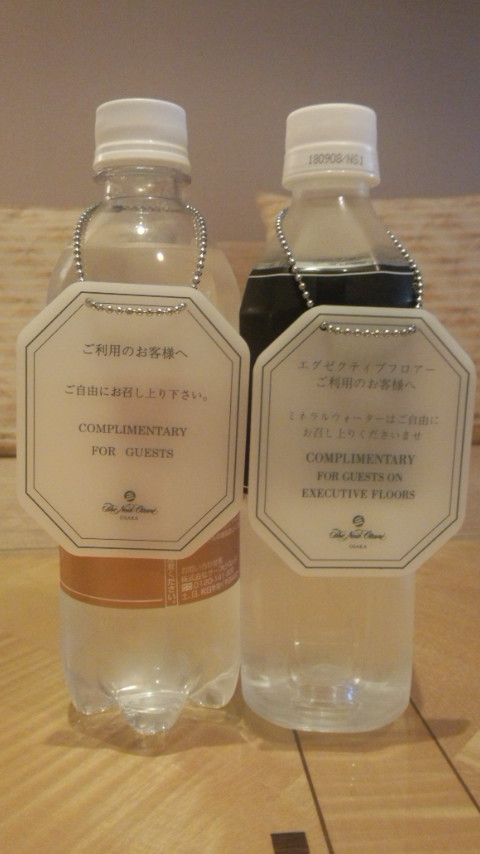 ご利用のお客様へ
ご自由にお召し上り下さい。
COMPLIMENTARY
FOR GUESTS
The New Otani
OSAKA
180908/NS1
エグゼクティブフロアー
ご利用のお客様へ
ミネラルウォーターはご自由に
お召し上りくださいませ
COMPLIMENTARY
FOR GUESTS ON
EXECUTIVE FLOORS
The New Otani
OSAKA